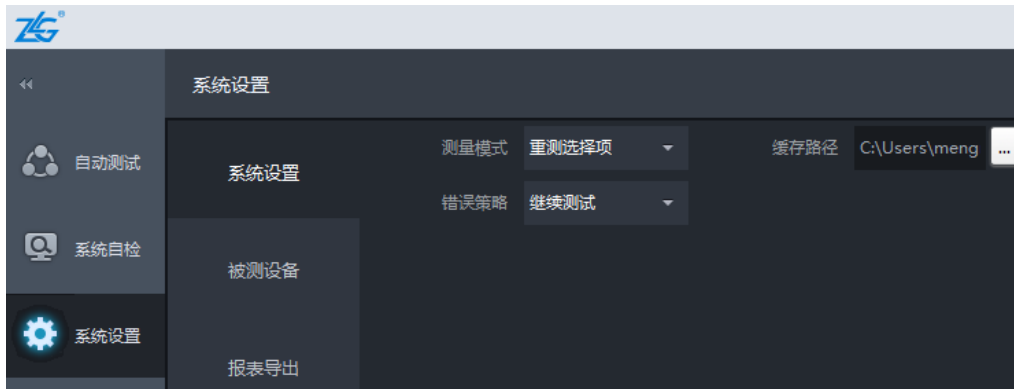 ZLG®
系统设置
自动测试
系统自检
系统设置
系统设置
被测设备
报表导出
测量模式 重测选择项
缓存路径 C:\Users\meng ...
错误策略 继续测试